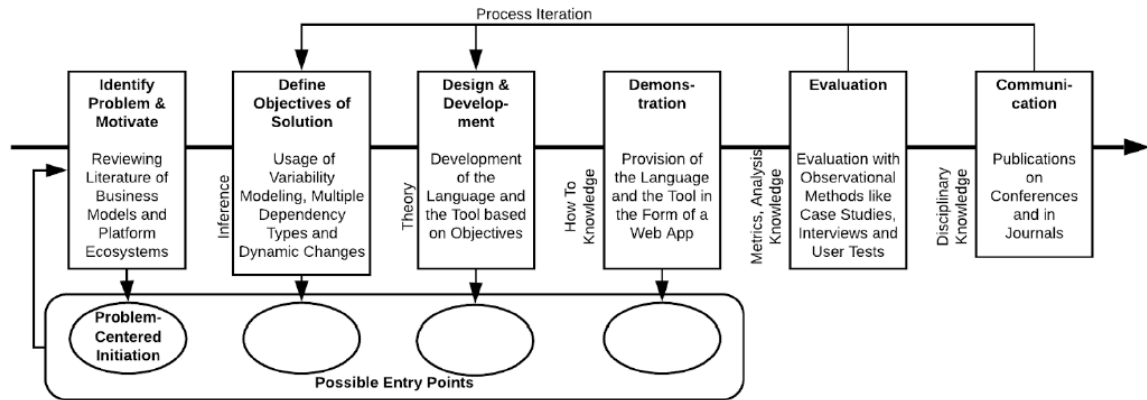 Process Iteration
Identify
Problem &
Motivate
Reviewing
Literature of
Business
Models and
Platform
Ecosystems
Inference
Define
Objectives of
Solution
Usage of
Variability
Modeling, Multiple
Dependency
Types and
Dynamic Changes
Theory
Design &
Develop-
ment
Development
of the
Language and
the Tool based
on Objectives
How To
Knowledge
Demons-
tration
Provision of
the Language
and the Tool in
the Form of a
Web App
Metrics, Analysis
Knowledge
Evaluation
Evaluation with
Observational
Methods like
Case Studies,
Interviews and
User Tests
Disciplinary
Knowledge
Communi-
cation
Publications
on
Conferences
and in
Journals
Problem-
Centered
Initiation
Possible Entry Points